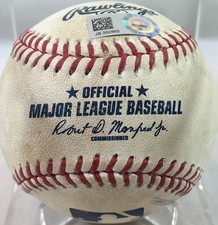 Rawlings
OFFICIAL
MAJOR LEAGUE BASEBALL
Robert D. Manfred Jr.
COMMISSIONER